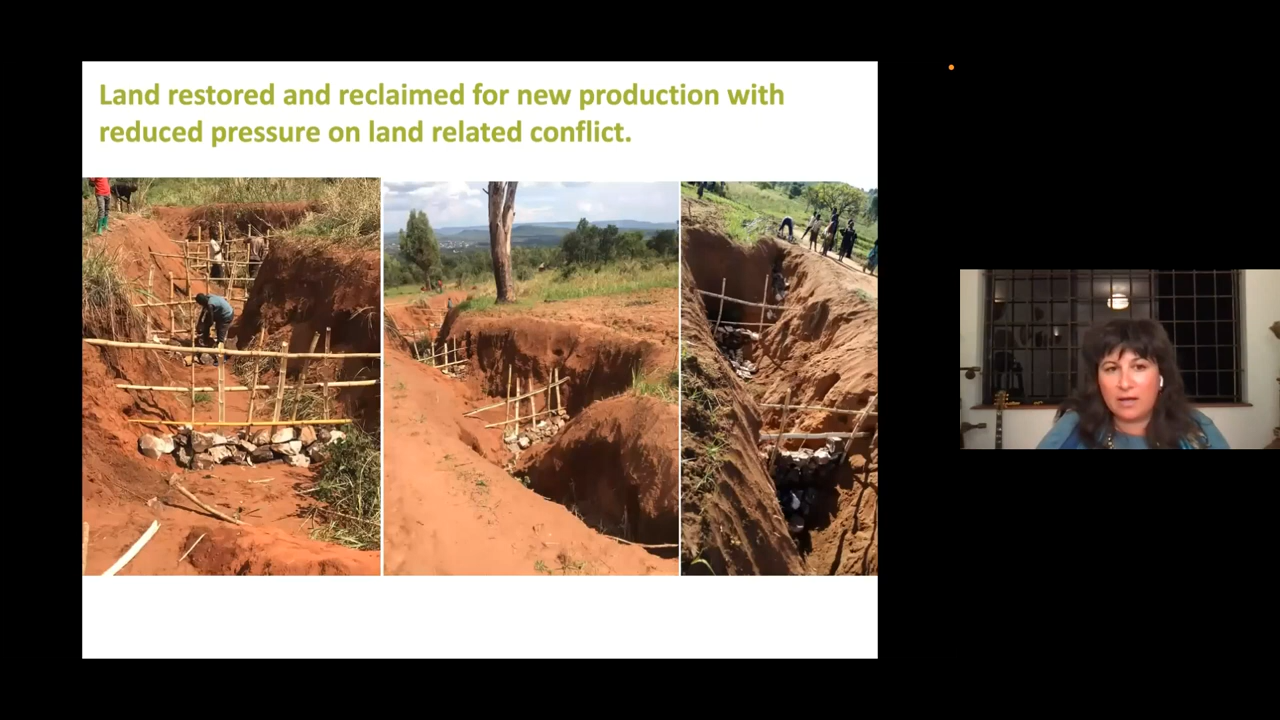 Land restored and reclaimed for new production with
reduced pressure on land related conflict.